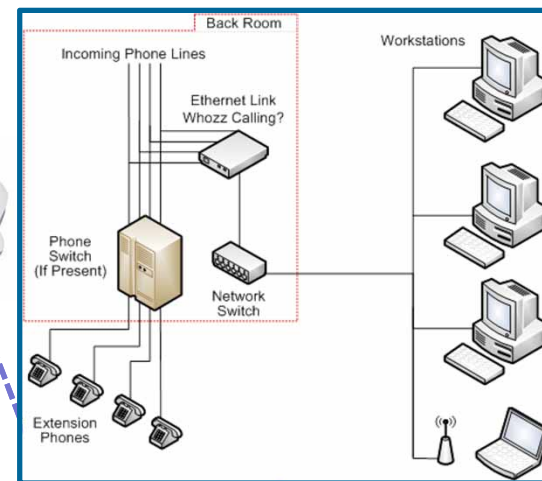 Back Room
Incoming Phone Lines
Workstations
Ethernet Link
Whozz Calling?
Phone
Switch
(If Present)
Network
Switch
Extension
Phones